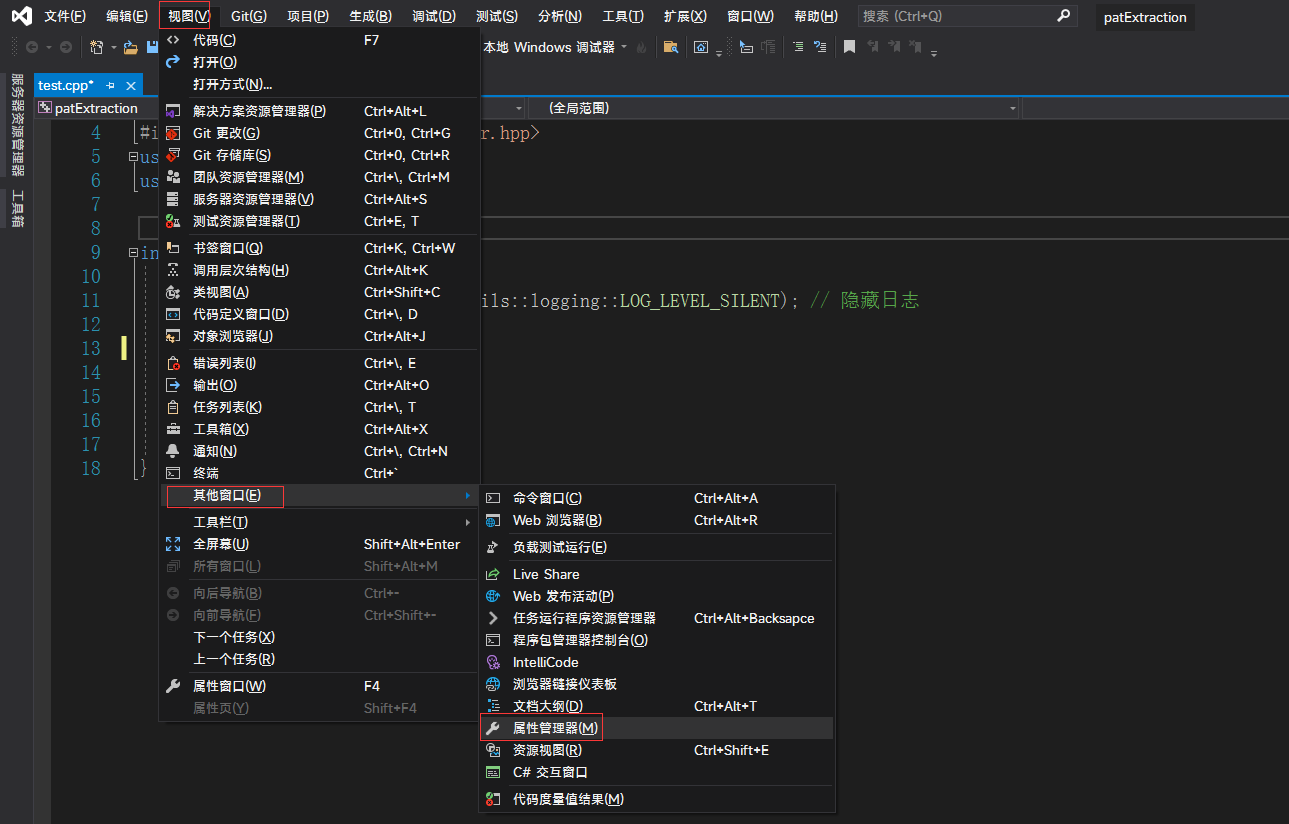 文件(F) 编辑(E) 视图(V) Git(G) 项目(P) 生成(B) 调试(D) 测试(S) 分析(N) 工具(T) 扩展(X) 窗口(W) 帮助(H) 搜索 (Ctrl+Q) patExtraction
本地 Windows 调试器
服务器资源管理器
工具箱
test.cpp*
patExtraction
(全局范围)
代码(C) F7
打开(O)
打开方式(N)...
解决方案资源管理器(P) Ctrl+Alt+L
Git 更改(G) Ctrl+0, Ctrl+G
Git 存储库(S) Ctrl+0, Ctrl+R
团队资源管理器(M) Ctrl+\, Ctrl+M
服务器资源管理器(V) Ctrl+Alt+S
测试资源管理器(T) Ctrl+E, T
书签窗口(Q) Ctrl+K, Ctrl+W
调用层次结构(H) Ctrl+Alt+K
类视图(A) Ctrl+Shift+C
代码定义窗口(D) Ctrl+\, D
对象浏览器(J) Ctrl+Alt+J
错误列表(I) Ctrl+\, E
输出(O) Ctrl+Alt+O
任务列表(K) Ctrl+\, T
工具箱(X) Ctrl+Alt+X
通知(N) Ctrl+\, Ctrl+N
终端 Ctrl+`
其他窗口(E)
工具栏(T)
全屏幕(U) Shift+Alt+Enter
所有窗口(L) Shift+Alt+M
向后导航(B) Ctrl+-
向前导航(F) Ctrl+Shift+-
下一个任务(X)
上一个任务(R)
属性窗口(W) F4
属性页(Y) Shift+F4
命令窗口(C) Ctrl+Alt+A
Web 浏览器(B) Ctrl+Alt+R
负载测试运行(E)
Live Share
Web 发布活动(P)
任务运行程序资源管理器 Ctrl+Alt+Backsapce
程序包管理器控制台(O)
IntelliCode
浏览器链接仪表板
文档大纲(D) Ctrl+Alt+T
属性管理器(M)
资源视图(R) Ctrl+Shift+E
C# 交互窗口
代码度量值结果(M)
4 #i r.hpp>
5 us
6 us
7
8
9 in
10
11 ils::logging::LOG_LEVEL_SILENT); // 隐藏日志
12
13
14
15
16
17
18 }